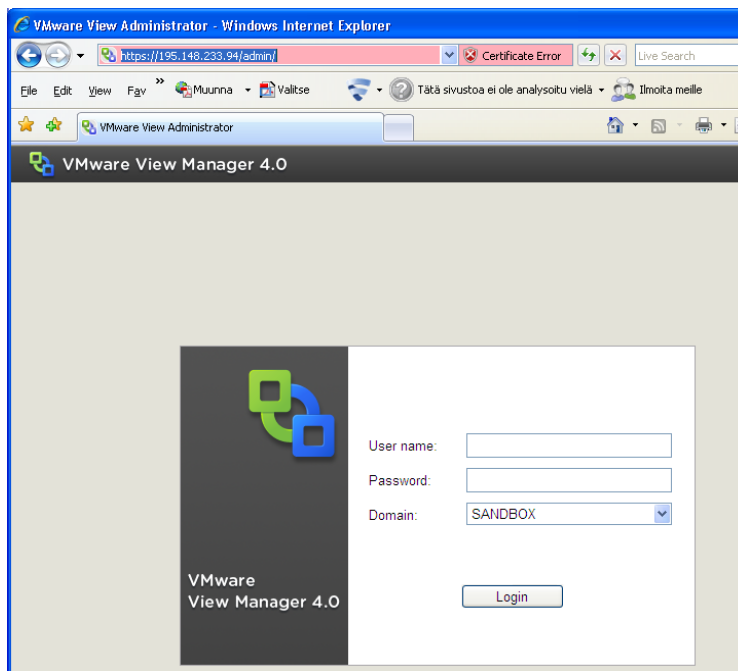 VMware View Administrator - Windows Internet Explorer
https://195.148.233.94/admin/ Certificate Error Live Search
File Edit View Fav » Muunna Valitse Tätä sivustoa ei ole analysoitu vielä Ilmoita meille
VMware View Administrator
VMware View Manager 4.0
User name:
Password:
Domain: SANDBOX
VMware
View Manager 4.0
Login